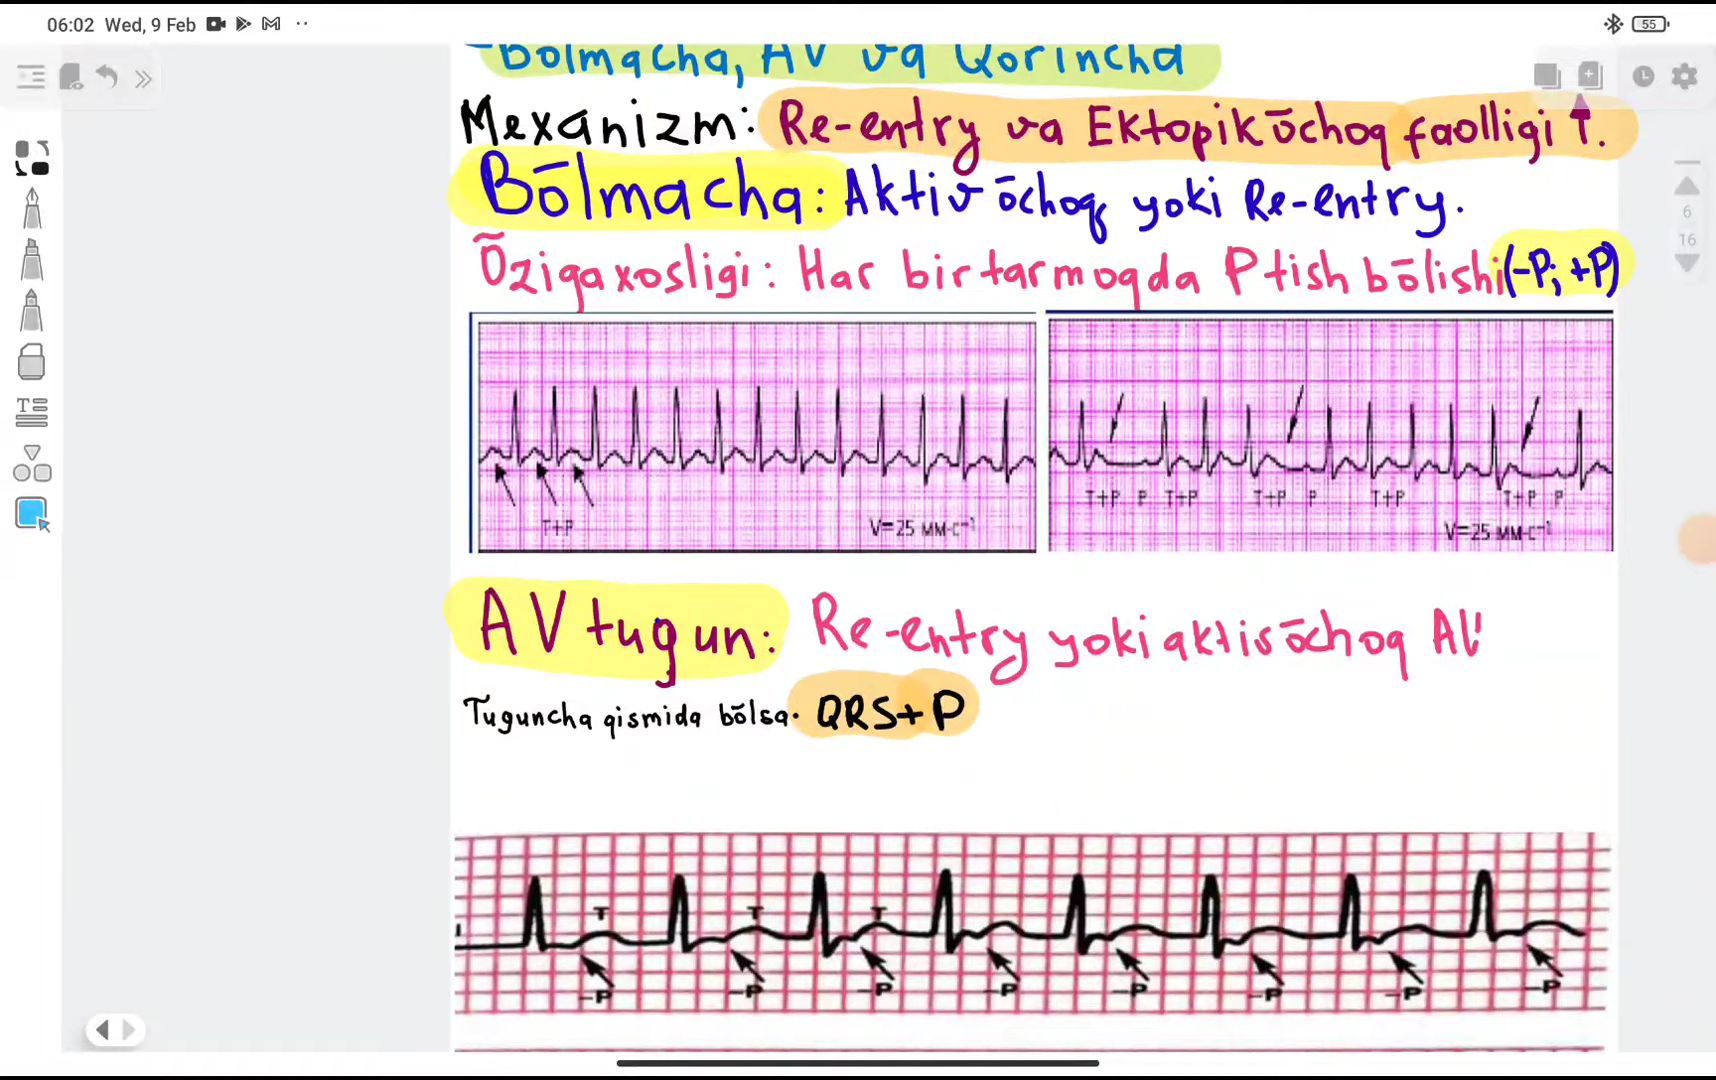 06:02 Wed, 9 Feb
55
-Bōlmacha, AV va Qorincha
Mexanizm: Re-entry va Ektopik ōchoq faolligi ↑.
Bōlmacha: Aktiv ōchoq yoki Re-entry.
Ōziga xosligi: Har bir tarmoqda P tish bōlishi (-P; +P)
6
16
T+P
V=25 мм·с⁻¹
T+P P T+P T+P P T+P T+P P
V=25 мм·с⁻¹
AV tugun: Re-entry yoki aktiv ōchoq AV
Tuguncha qismida bōlsa. QRS+P
T T T
-P -P -P -P -P -P -P -P